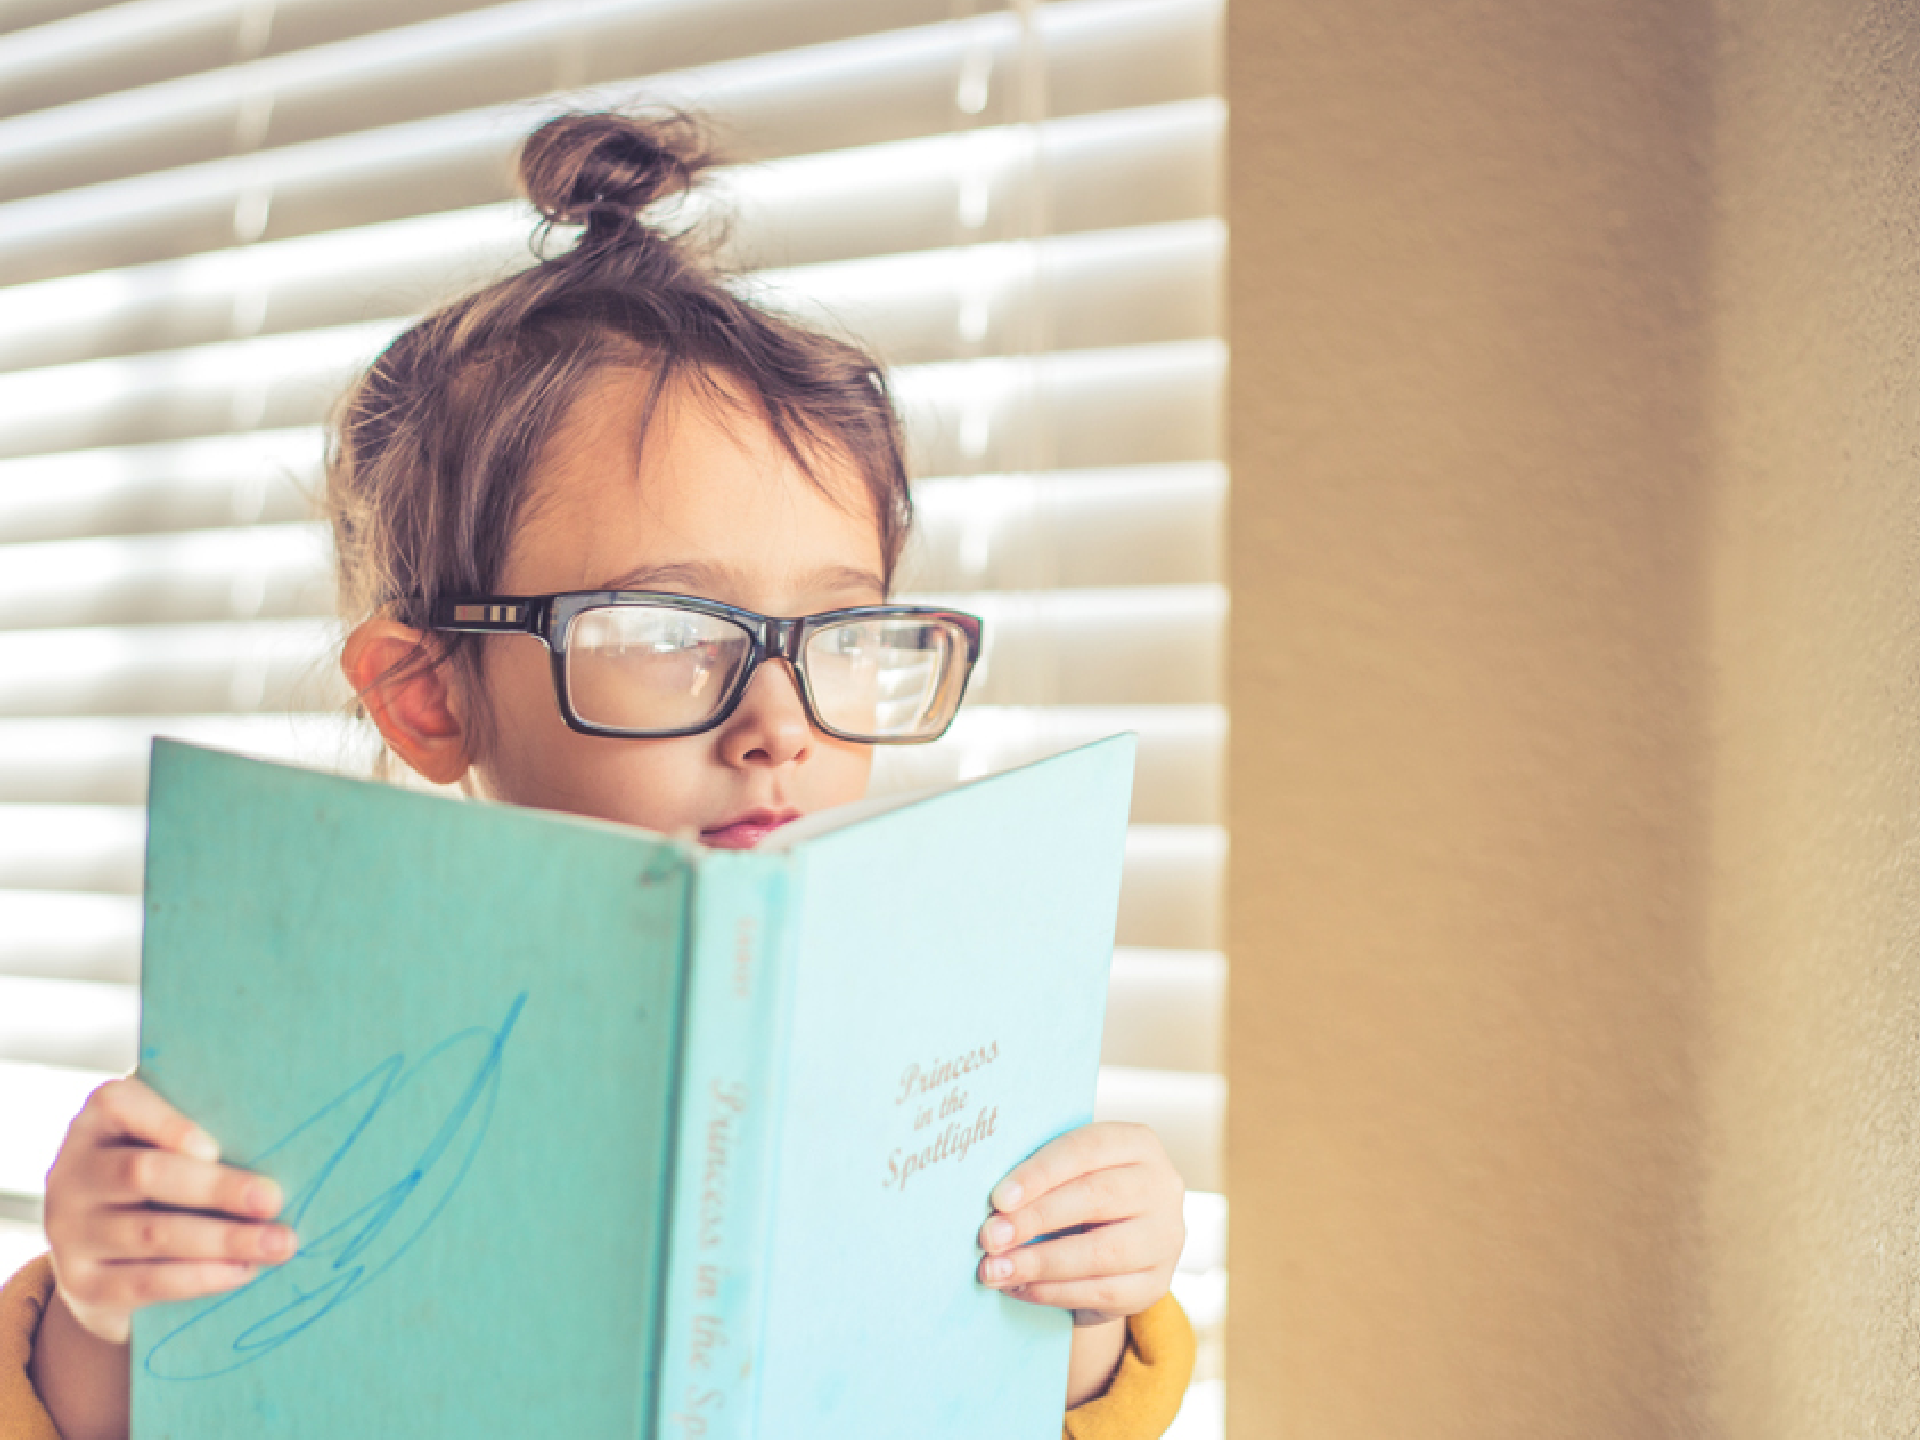 Princess in the Sp
Princess
in the
Spotlight